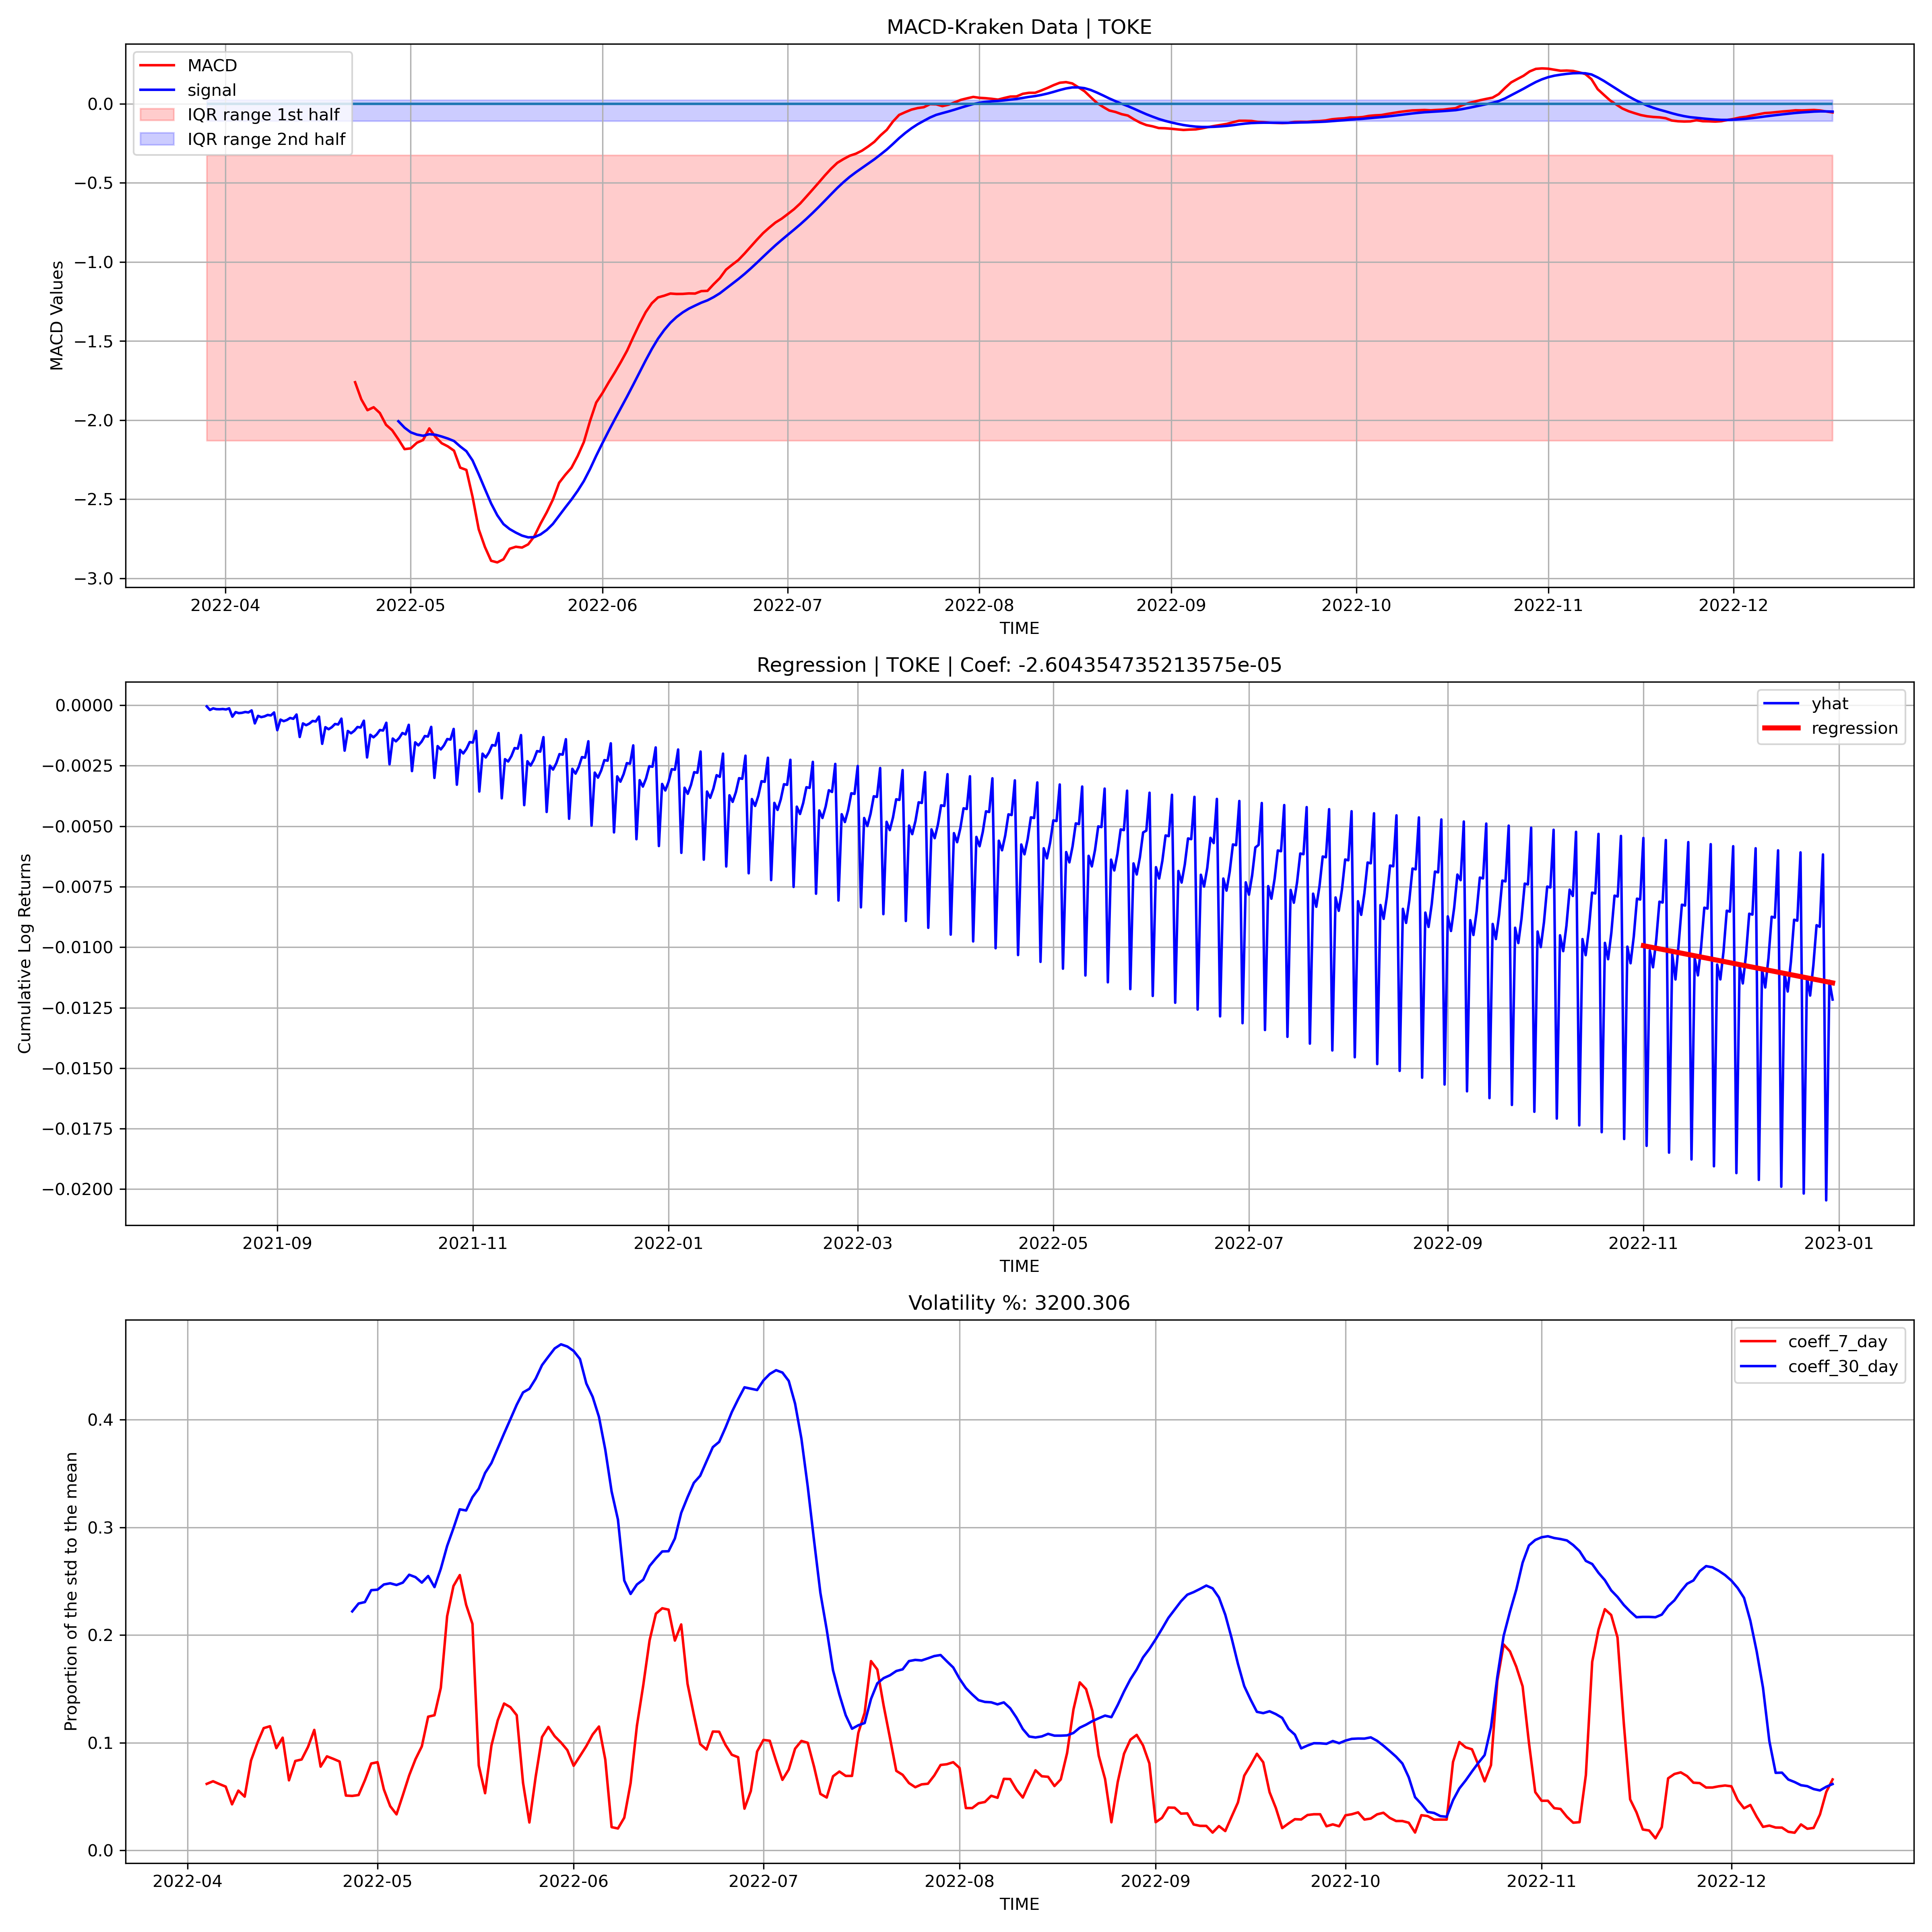 MACD-Kraken Data | TOKE
MACD
signal
IQR range 1st half
IQR range 2nd half
MACD Values
0.0
−0.5
−1.0
−1.5
−2.0
−2.5
−3.0
2022-04 2022-05 2022-06 2022-07 2022-08 2022-09 2022-10 2022-11 2022-12
TIME
Regression | TOKE | Coef: -2.604354735213575e-05
yhat
regression
Cumulative Log Returns
0.0000
−0.0025
−0.0050
−0.0075
−0.0100
−0.0125
−0.0150
−0.0175
−0.0200
2021-09 2021-11 2022-01 2022-03 2022-05 2022-07 2022-09 2022-11 2023-01
TIME
Volatility %: 3200.306
coeff_7_day
coeff_30_day
Proportion of the std to the mean
0.4
0.3
0.2
0.1
0.0
2022-04 2022-05 2022-06 2022-07 2022-08 2022-09 2022-10 2022-11 2022-12
TIME